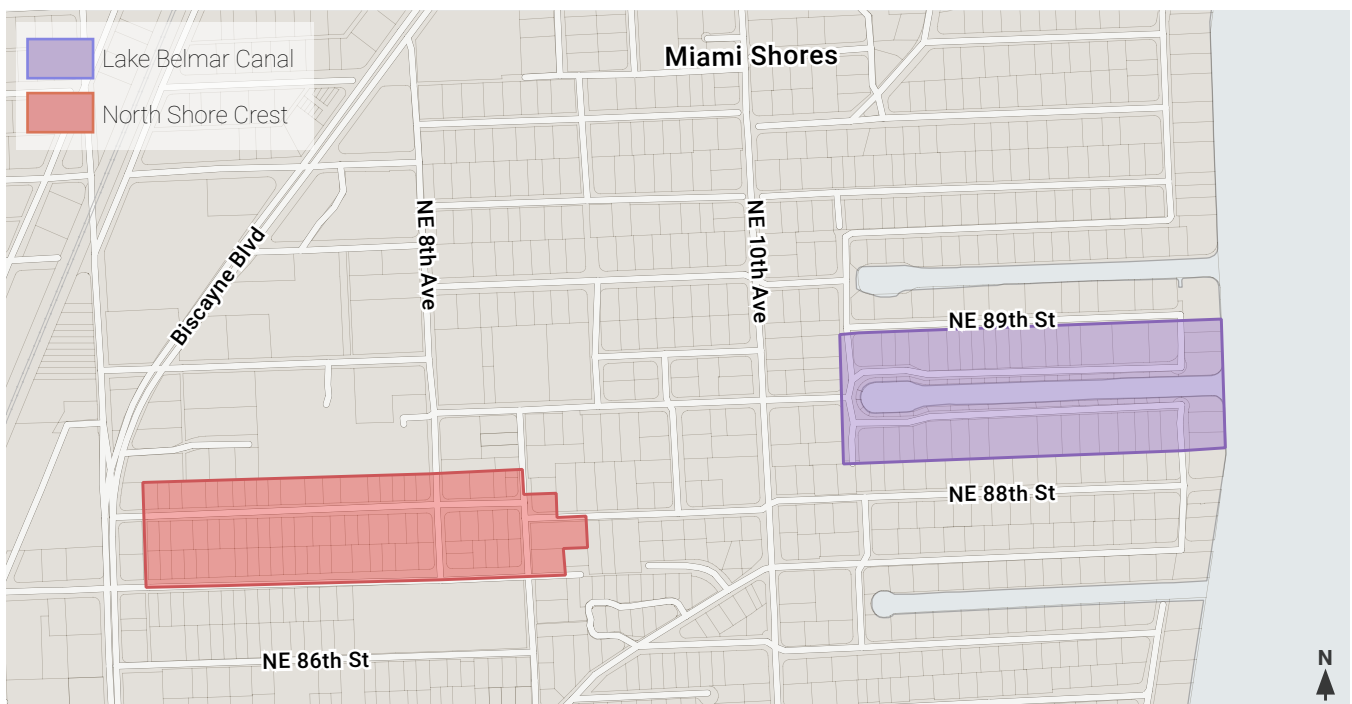 Lake Belmar Canal
North Shore Crest
Miami Shores
NE 8th Ave
NE 10th Ave
Biscayne Blvd
NE 89th St
NE 88th St
NE 86th St
N